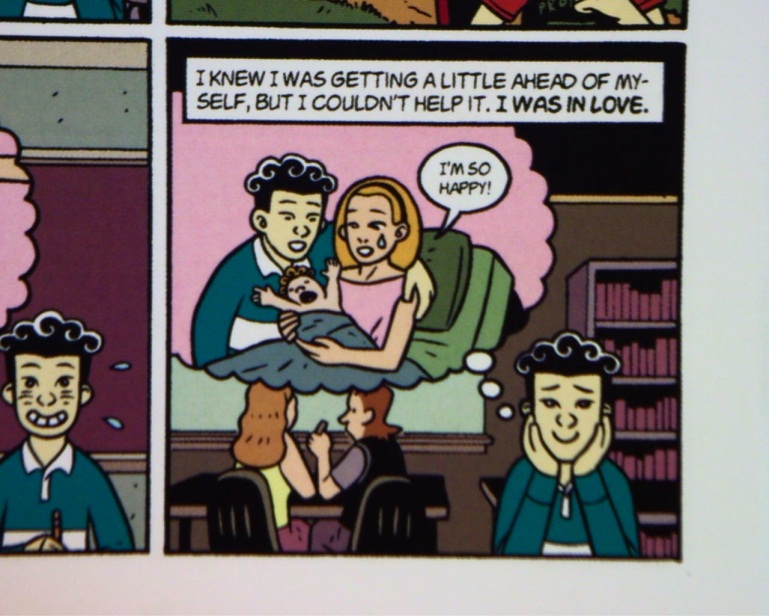 I KNEW I WAS GETTING A LITTLE AHEAD OF MY-
SELF, BUT I COULDN'T HELP IT. I WAS IN LOVE.
I'M SO
HAPPY!